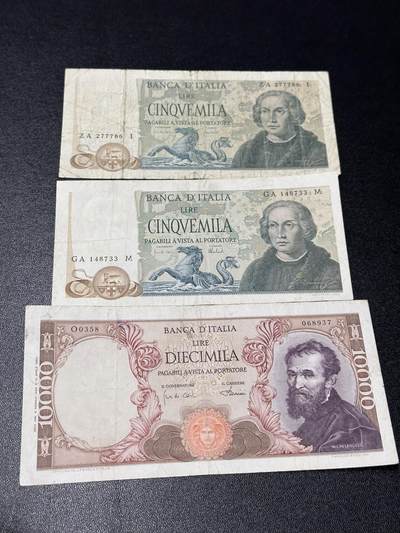 BANCA D'ITALIA
ZA 277786 I
LIRE
CINQVEMILA
PAGABILI A VISTA AL PORTATORE
ZA 277786 I
BANCA D'ITALIA
GA 148733 M
LIRE
CINQVEMILA
PAGABILI A VISTA AL PORTATORE
GA 148733 M
O0358
BANCA D'ITALIA
068937
LIRE
DIECIMILA
PAGABILI A VISTA AL PORTATORE
IL GOVERNATORE
IL CASSIERE
10000
10000
MICHELANGELO